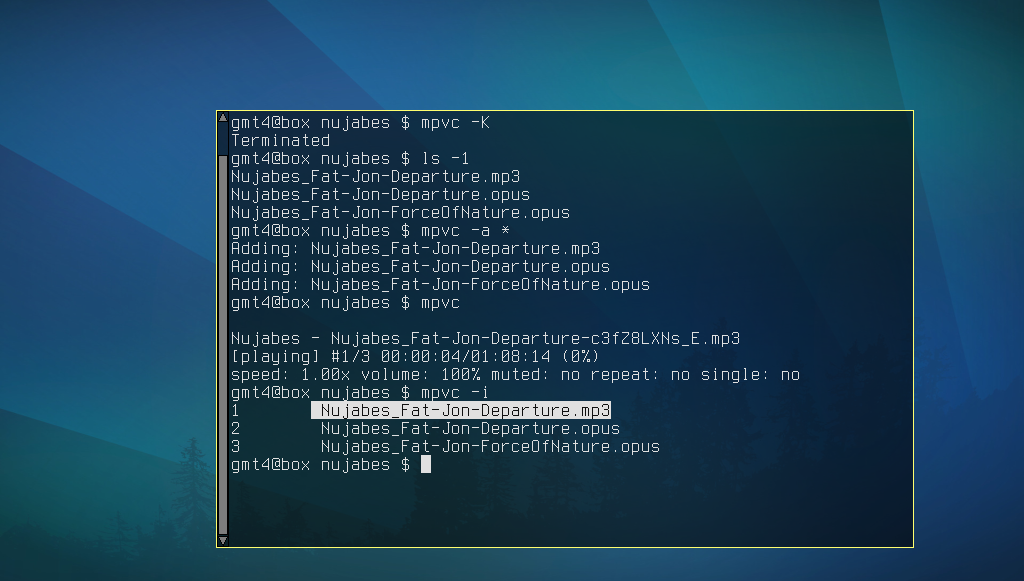 gmt4@box nujabes $ mpvc -K
Terminated
gmt4@box nujabes $ ls -1
Nujabes_Fat-Jon-Departure.mp3
Nujabes_Fat-Jon-Departure.opus
Nujabes_Fat-Jon-ForceOfNature.opus
gmt4@box nujabes $ mpvc -a *
Adding: Nujabes_Fat-Jon-Departure.mp3
Adding: Nujabes_Fat-Jon-Departure.opus
Adding: Nujabes_Fat-Jon-ForceOfNature.opus
gmt4@box nujabes $ mpvc
Nujabes - Nujabes_Fat-Jon-Departure-c3fZ8LXNs_E.mp3
[playing] #1/3 00:00:04/01:08:14 (0%)
speed: 1.00x volume: 100% muted: no repeat: no single: no
gmt4@box nujabes $ mpvc -i
1 Nujabes_Fat-Jon-Departure.mp3
2 Nujabes_Fat-Jon-Departure.opus
3 Nujabes_Fat-Jon-ForceOfNature.opus
gmt4@box nujabes $